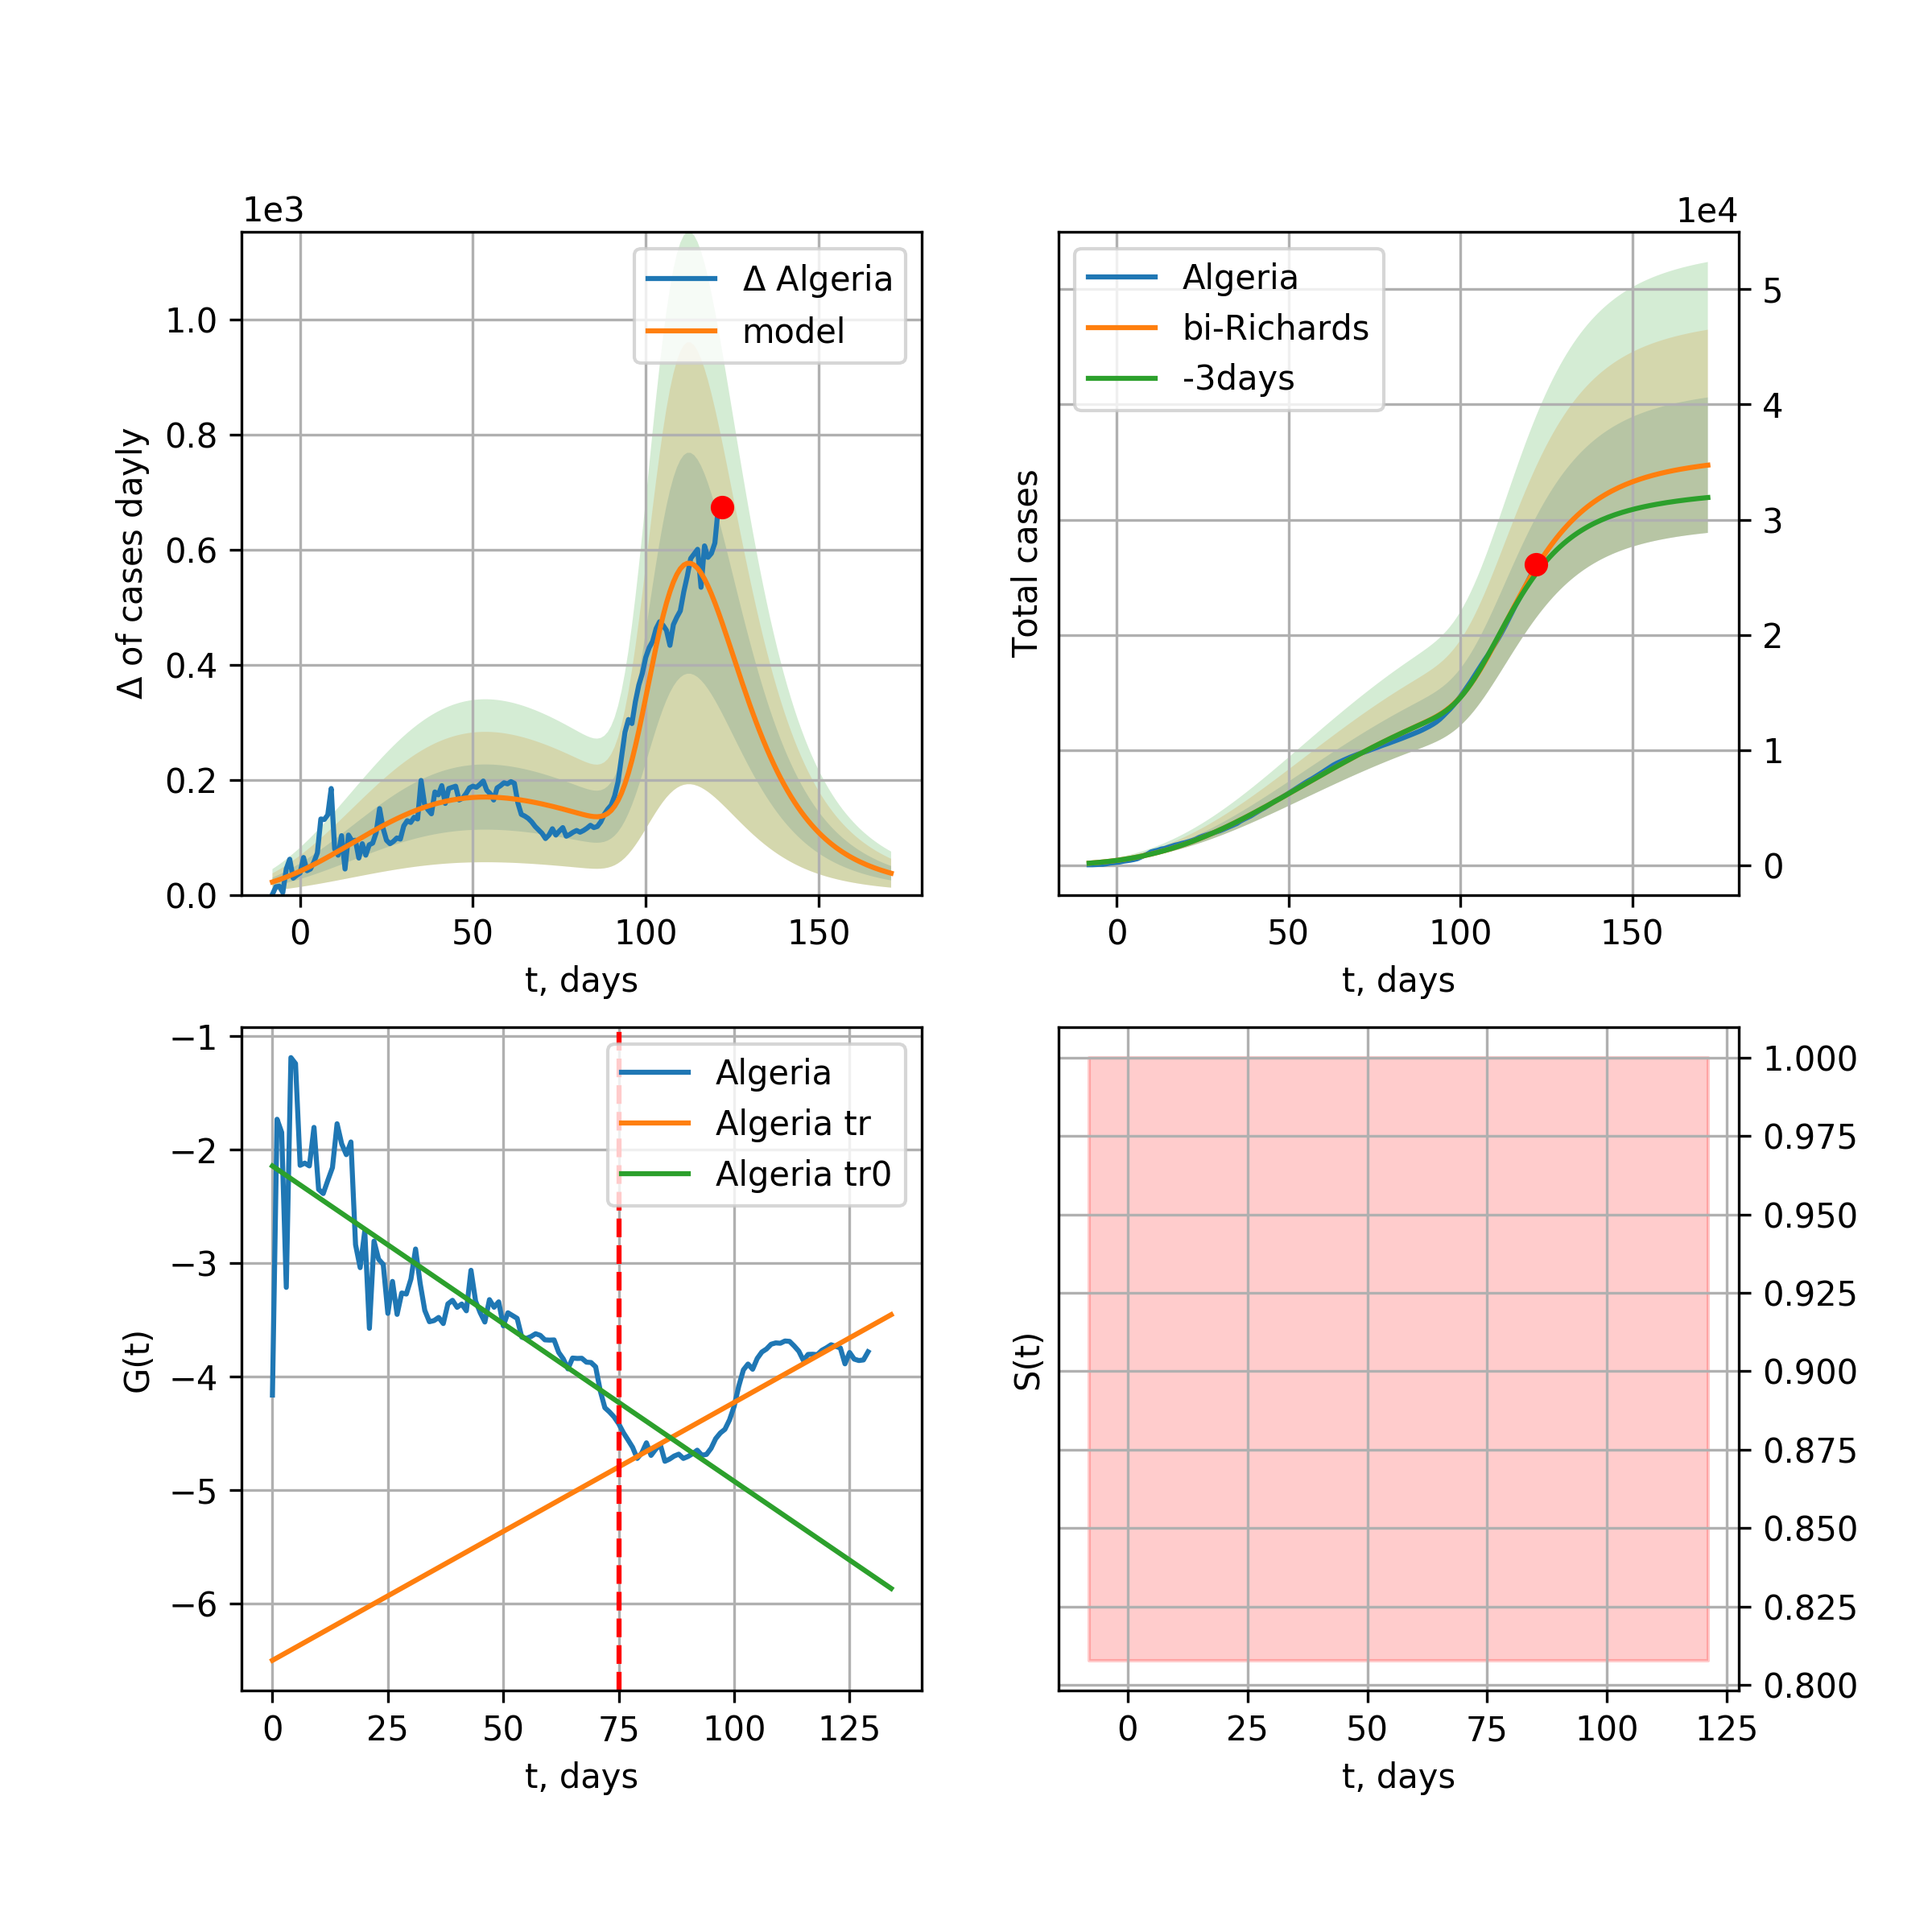 1e3
Δ of cases dayly
1.0
0.8
0.6
0.4
0.2
0.0
0 50 100 150
t, days
Δ Algeria
model
1e4
Total cases
5
4
3
2
1
0
0 50 100 150
t, days
Algeria
bi-Richards
-3days
G(t)
−1
−2
−3
−4
−5
−6
0 25 50 75 100 125
t, days
Algeria
Algeria tr
Algeria tr0
S(t)
1.000
0.975
0.950
0.925
0.900
0.875
0.850
0.825
0.800
0 25 50 75 100 125
t, days